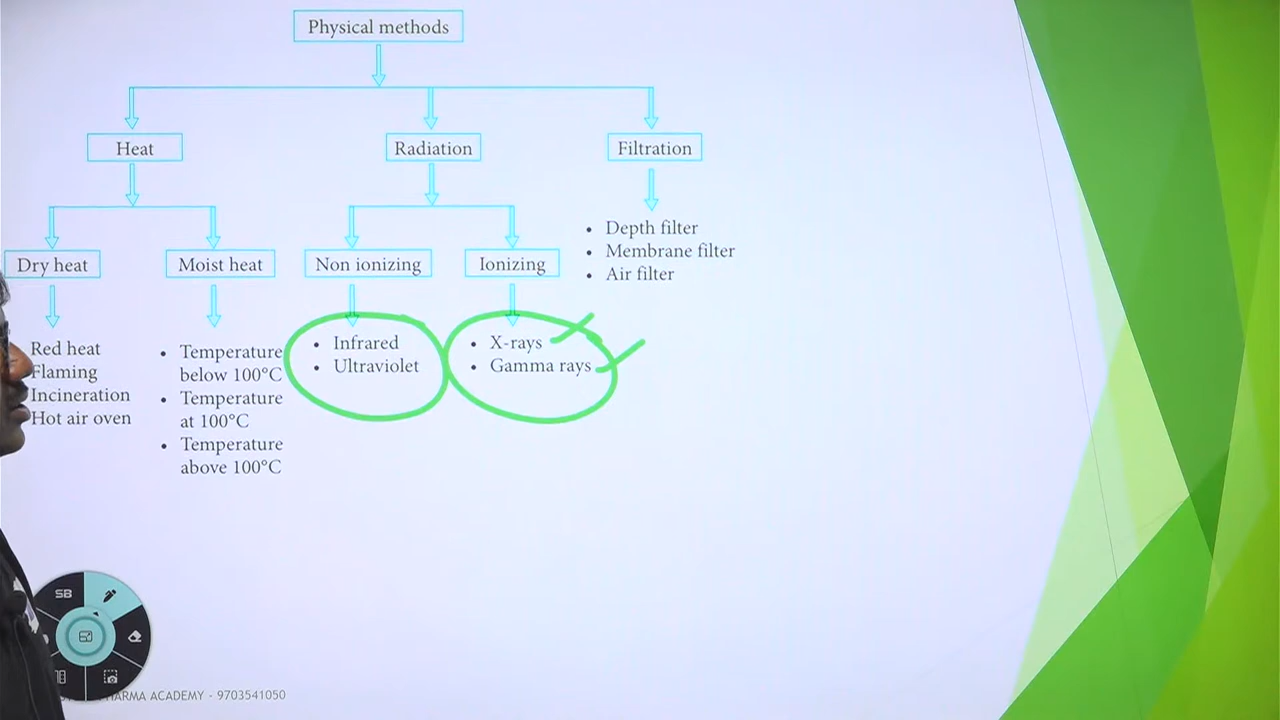 Physical methods
Heat
Radiation
Filtration
• Depth filter
• Membrane filter
• Air filter
Dry heat
Moist heat
Non ionizing
Ionizing
Red heat
Flaming
Incineration
Hot air oven
• Temperature
below 100°C
• Temperature
at 100°C
• Temperature
above 100°C
• Infrared
• Ultraviolet
• X-rays
• Gamma rays
SB
ACADEMY - 9703541050